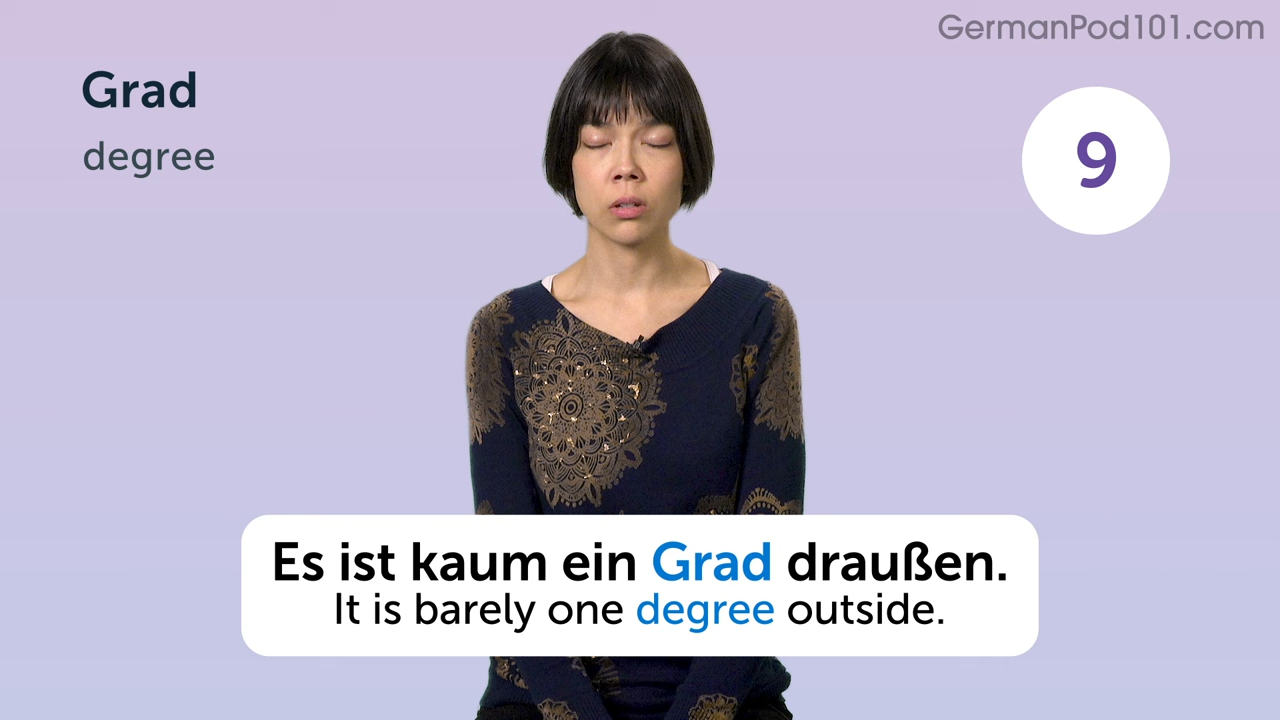 GermanPod101.com
Grad
degree
9
Es ist kaum ein Grad draußen.
It is barely one degree outside.